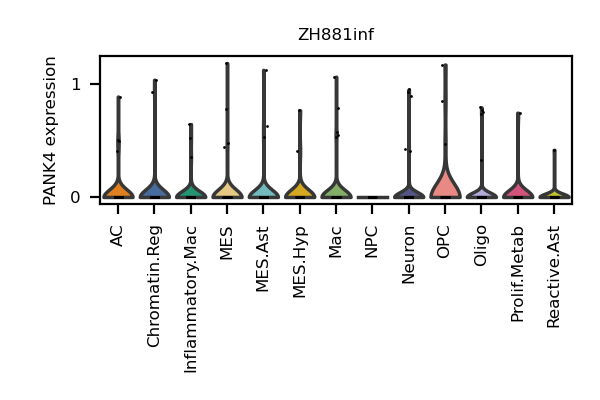 ZH881inf
PANK4 expression
1
0
AC
Chromatin.Reg
Inflammatory.Mac
MES
MES.Ast
MES.Hyp
Mac
NPC
Neuron
OPC
Oligo
Prolif.Metab
Reactive.Ast